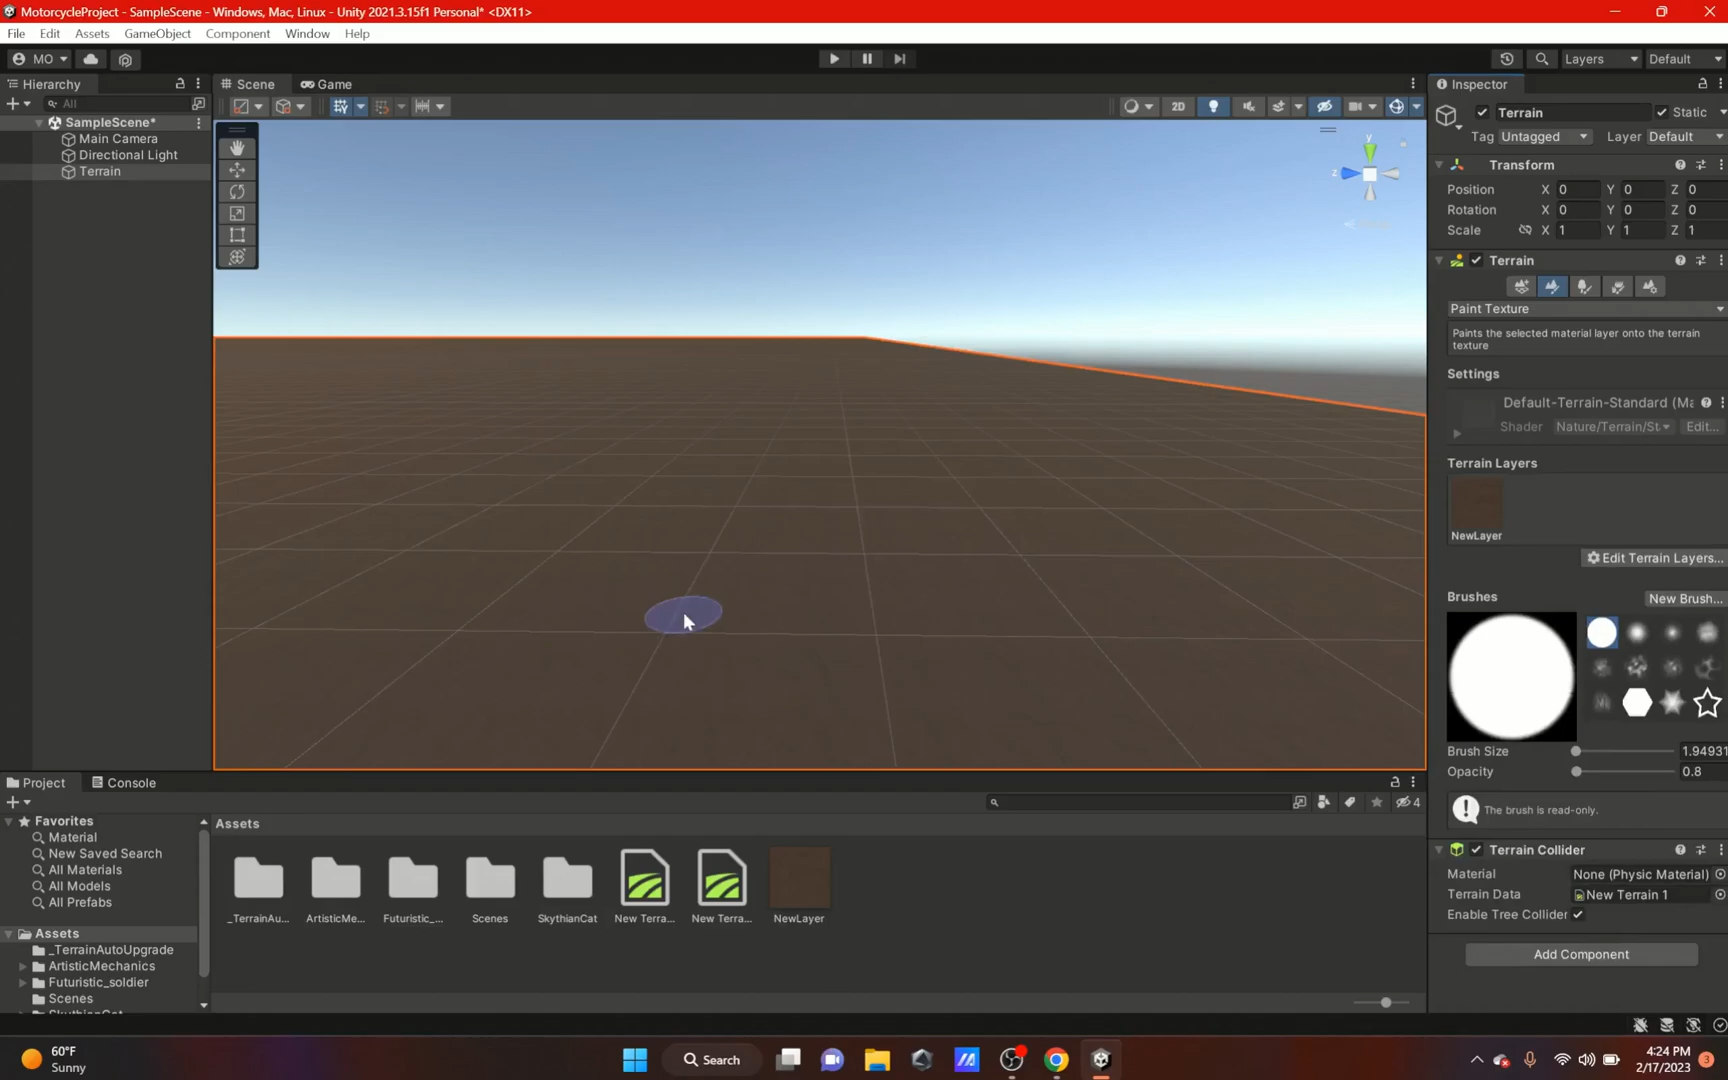 MotorcycleProject - SampleScene - Windows, Mac, Linux - Unity 2021.3.15f1 Personal* <DX11>
File Edit Assets GameObject Component Window Help
MO Layers Default
Hierarchy Scene Game Inspector
All 2D
SampleScene*
Main Camera
Directional Light
Terrain
y
z
Terrain Static
Tag Untagged Layer Default
Transform
Position X 0 Y 0 Z 0
Rotation X 0 Y 0 Z 0
Scale X 1 Y 1 Z 1
Terrain
Paint Texture
Paints the selected material layer onto the terrain
texture
Settings
Default-Terrain-Standard (Ma
Shader Nature/Terrain/St Edit...
Terrain Layers
NewLayer
Edit Terrain Layers...
Brushes New Brush...
Brush Size 1.94931
Opacity 0.8
The brush is read-only.
Terrain Collider
Material None (Physic Material)
Terrain Data New Terrain 1
Enable Tree Collider
Add Component
Project Console
4
Favorites
Material
New Saved Search
All Materials
All Models
All Prefabs
Assets
_TerrainAutoUpgrade
ArtisticMechanics
Futuristic_soldier
Scenes
Assets
_TerrainAu... ArtisticMe... Futuristic_... Scenes SkythianCat New Terra... New Terra... NewLayer
60°F
Sunny
Search
4:24 PM
2/17/2023
3